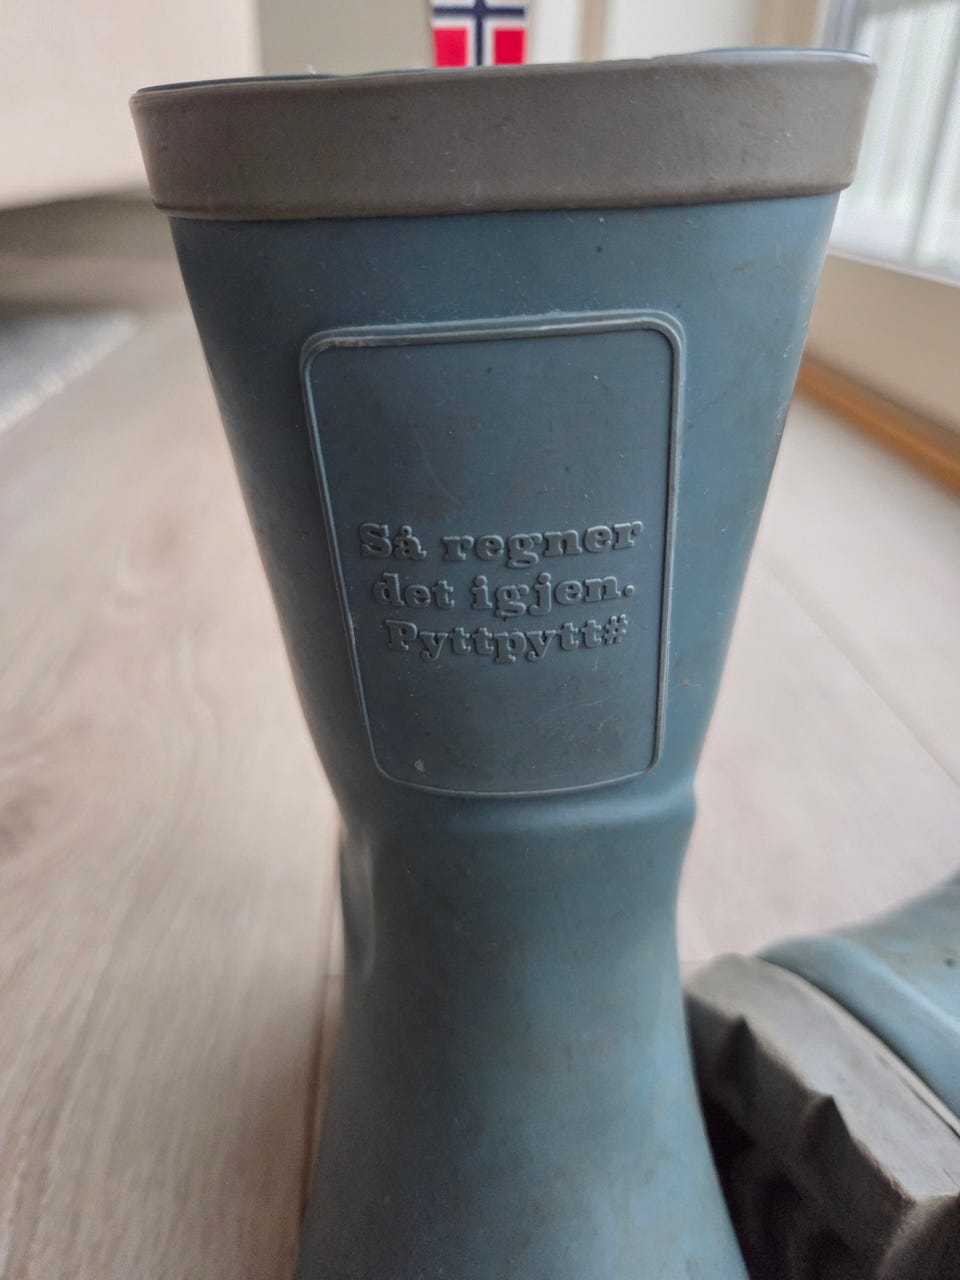 Så regner
det igjen.
Pyttpytt#